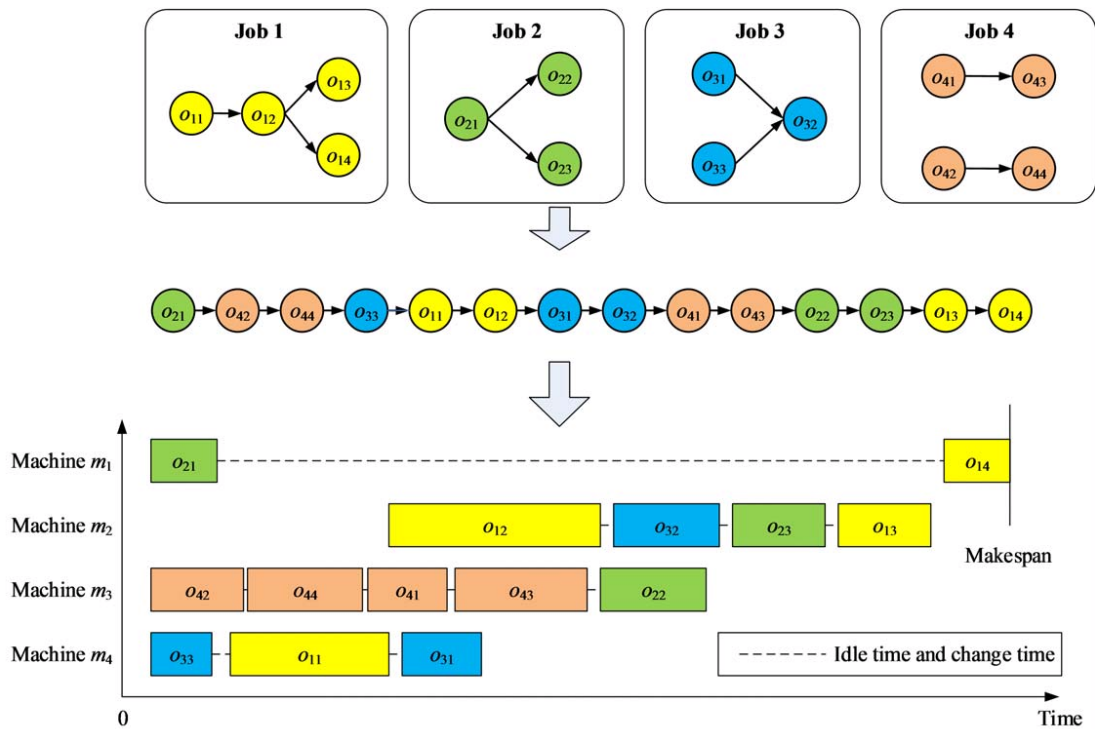 Job 1 Job 2 Job 3 Job 4
o11 o12 o13 o14
o21 o22 o23
o31 o33 o32
o41 o43
o42 o44
o21 o42 o44 o33 o11 o12 o31 o32 o41 o43 o22 o23 o13 o14
Machine m1 o21 o14
Machine m2 o12 o32 o23 o13
Makespan
Machine m3 o42 o44 o41 o43 o22
Machine m4 o33 o11 o31
Idle time and change time
0 Time